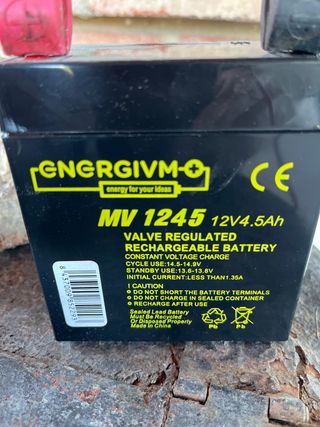 ENERGIVM
energy for your ideas
CE
MV 1245 12V4.5Ah
VALVE REGULATED
RECHARGEABLE BATTERY
CONSTANT VOLTAGE CHARGE
CYCLE USE:14.5-14.9V
STANDBY USE:13.6-13.8V
INITIAL CURRENT:LESS THAN1.35A
! CAUTION
DO NOT SHORT THE BATTERY TERMINALS
DO NOT CHARGE IN SEALED CONTAINER
RECHARGE AFTER USE
Sealed Lead Battery
Must Be Recycled
Or Disposed Properly
Made in China
Pb
Pb